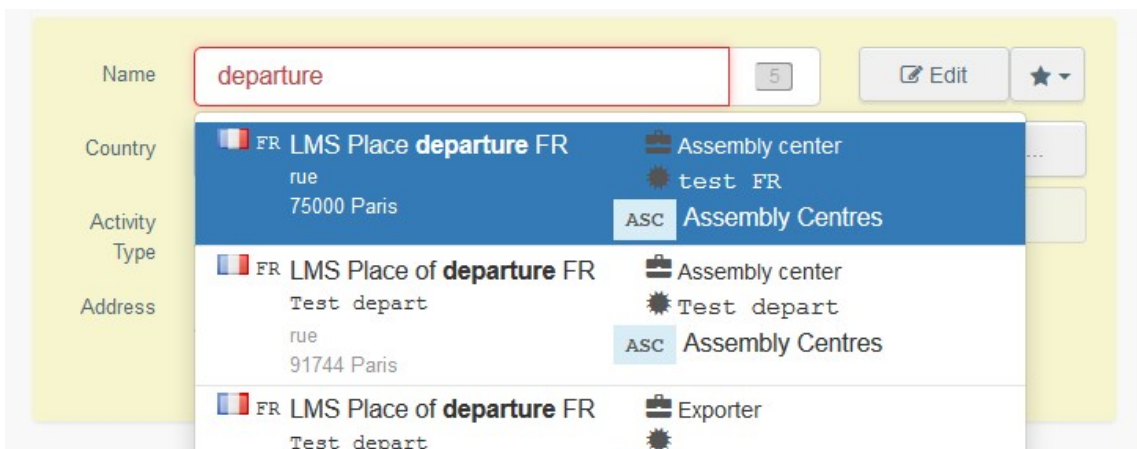 Name
departure
5
Edit
Country
FR LMS Place departure FR
rue
75000 Paris
Assembly center
test FR
ASC Assembly Centres
...
Activity
Type
FR LMS Place of departure FR
Test depart
rue
91744 Paris
Assembly center
Test depart
ASC Assembly Centres
Address
FR LMS Place of departure FR
Test depart
Exporter